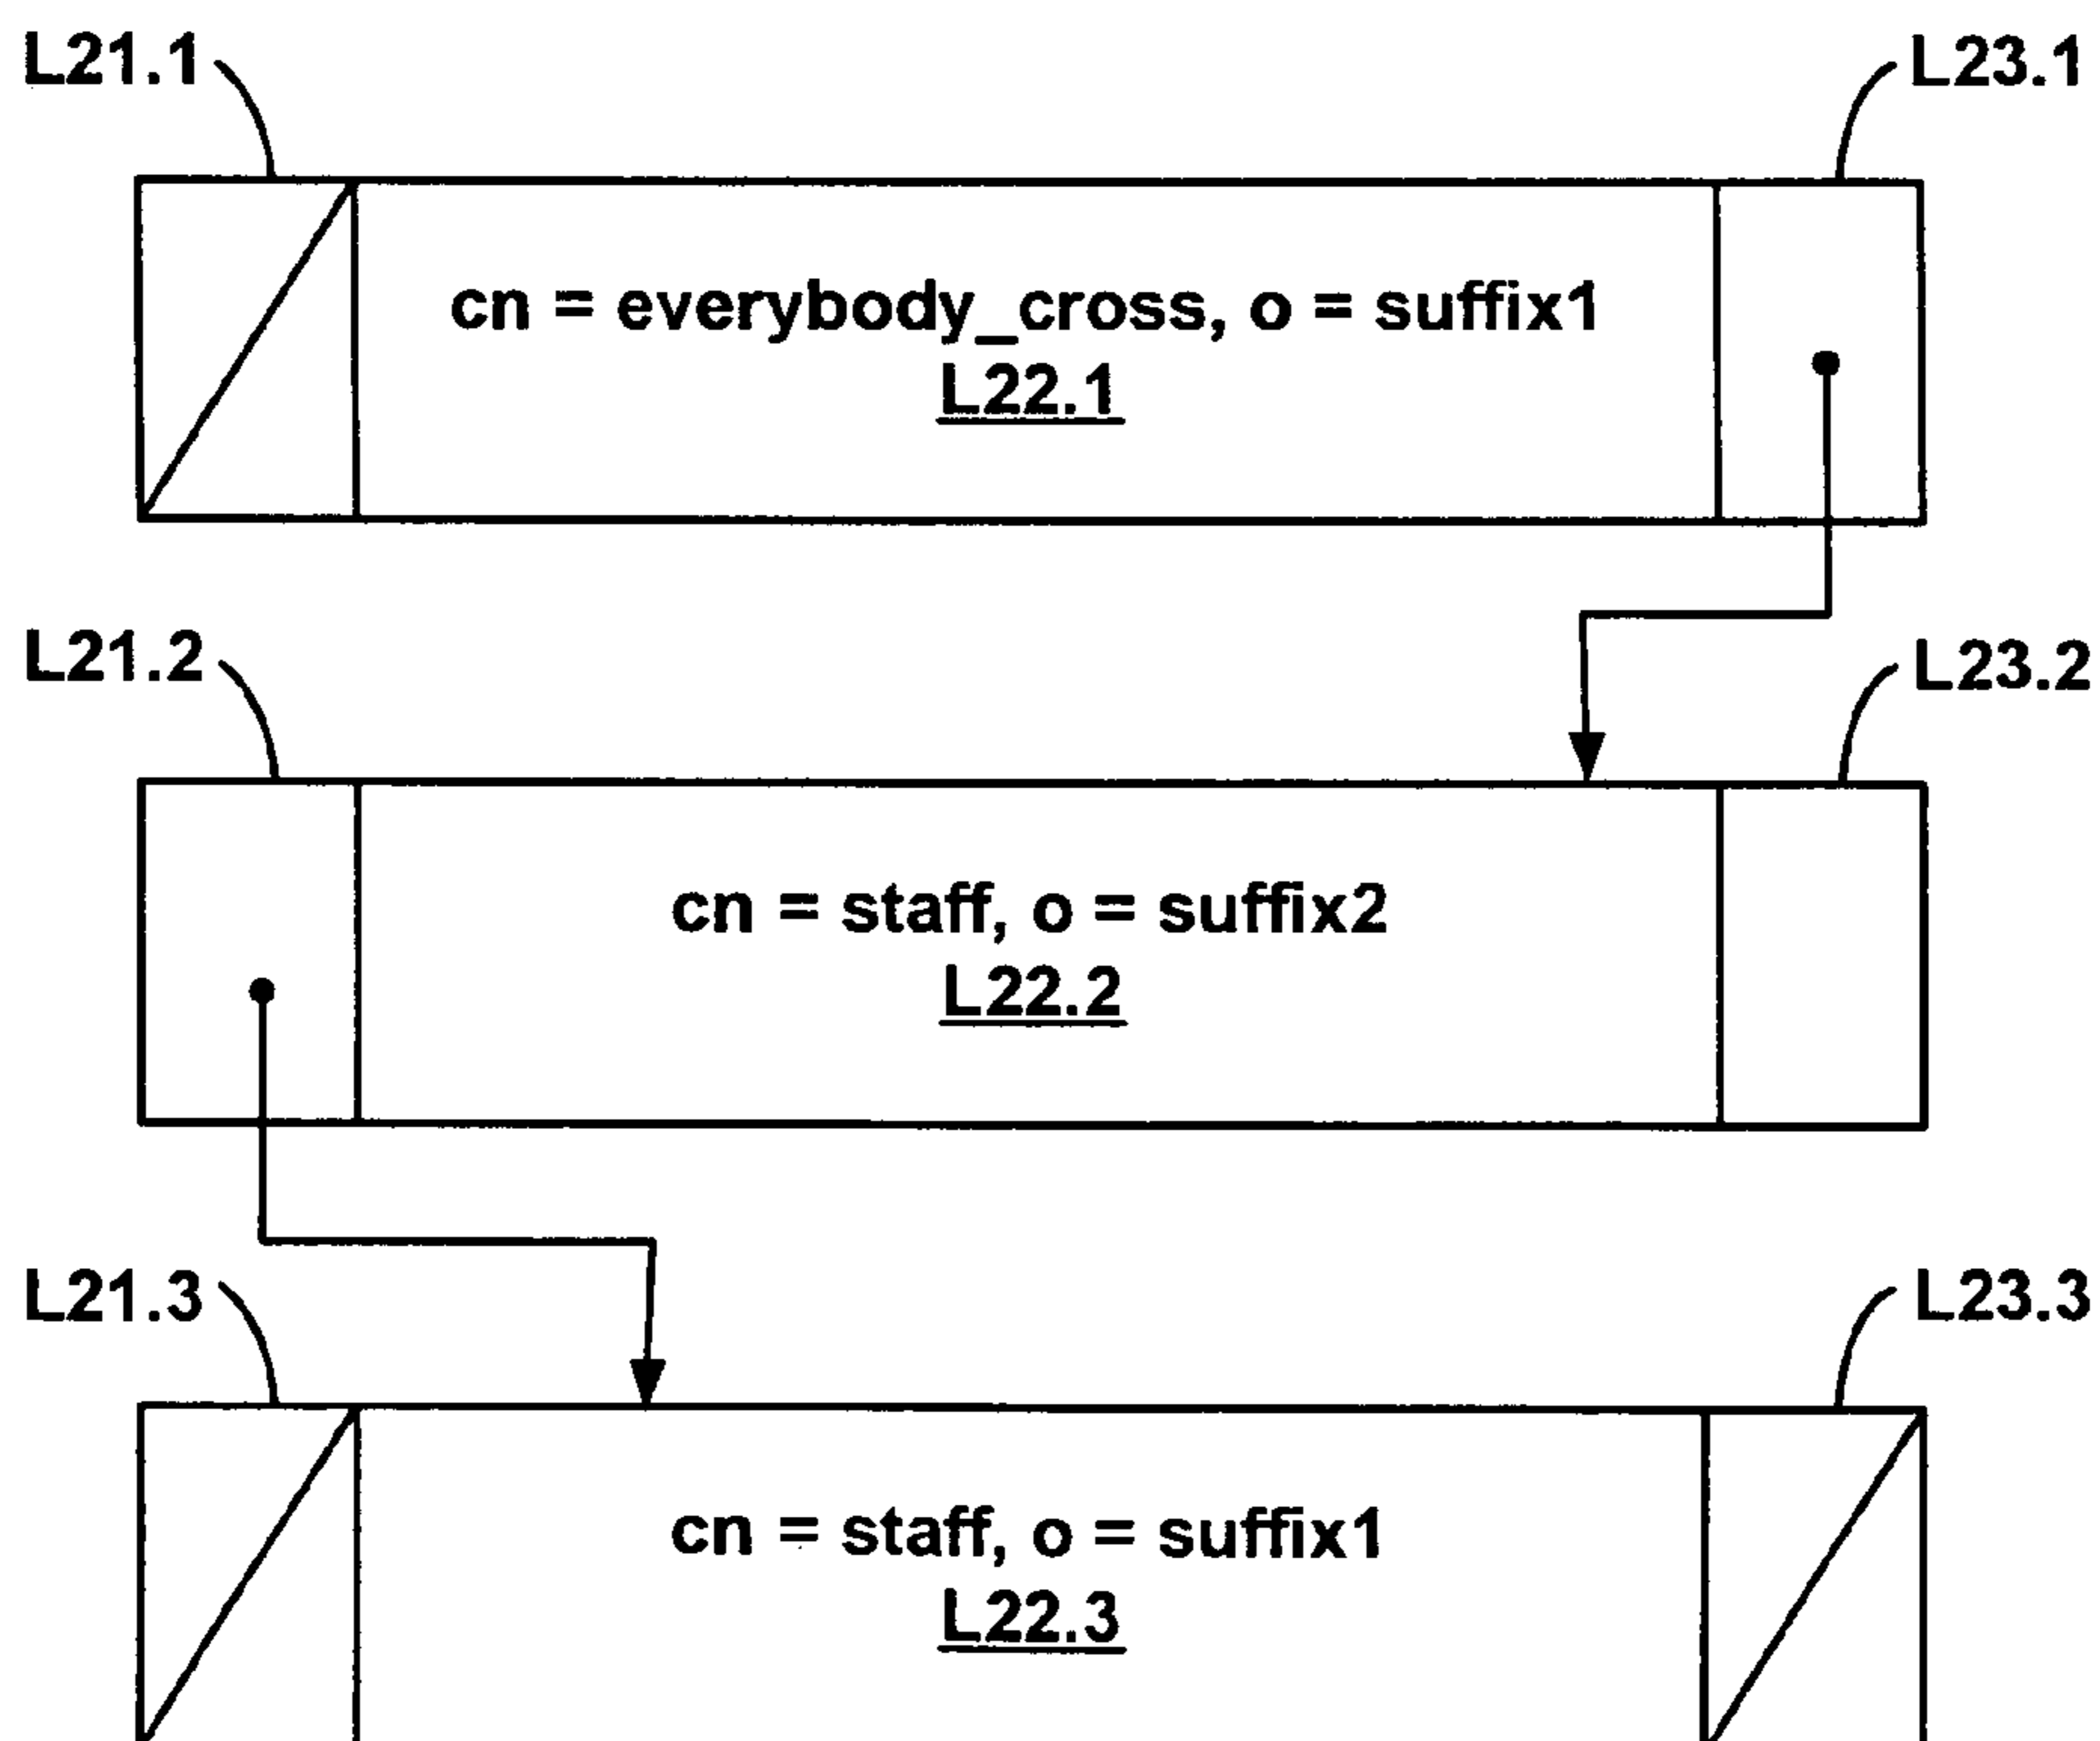 L21.1
L23.1
cn = everybody_cross, o = suffix1
L22.1
L21.2
L23.2
cn = staff, o = suffix2
L22.2
L21.3
L23.3
cn = staff, o = suffix1
L22.3